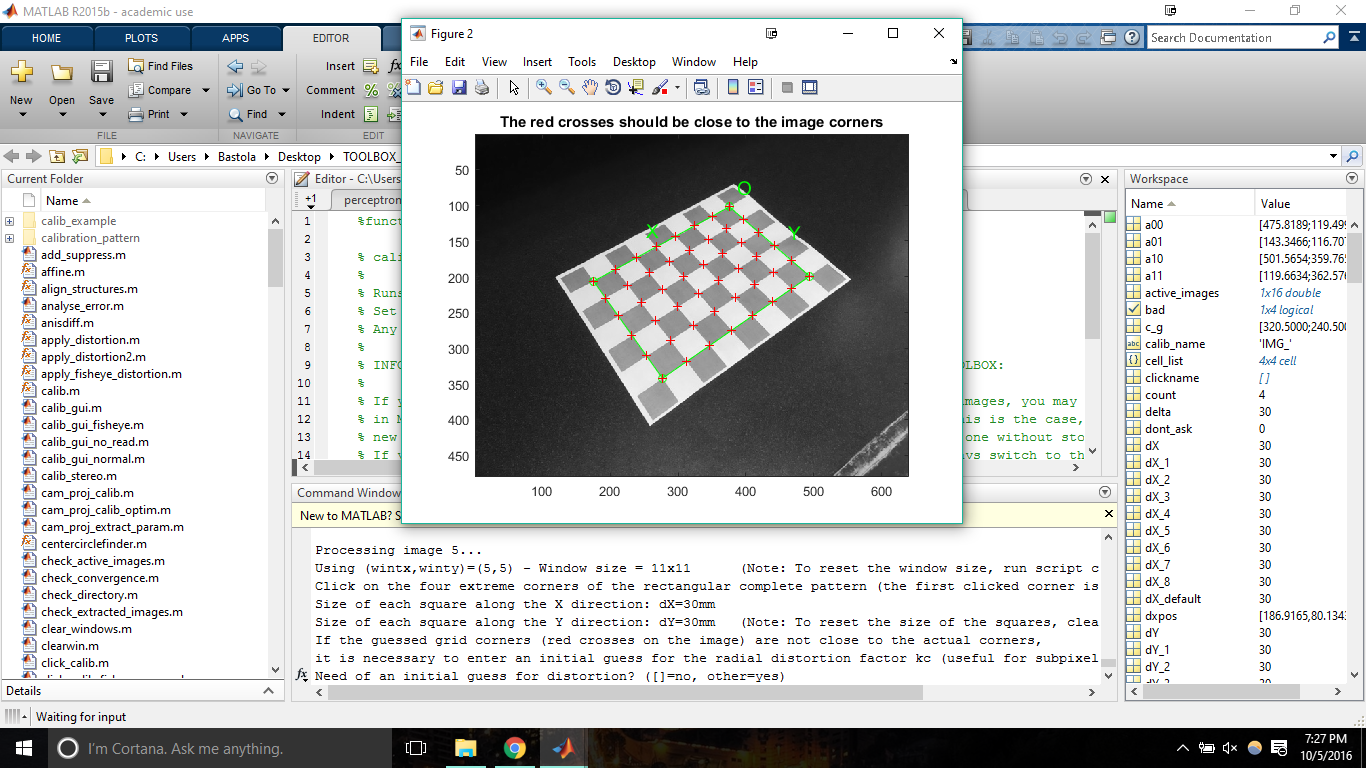 MATLAB R2015b - academic use
HOME PLOTS APPS EDITOR
Search Documentation
New Open Save
Find Files
Compare
Print
Insert
Comment
Indent
Go To
Find
FILE NAVIGATE EDIT
C: Users Bastola Desktop TOOLBOX_
Figure 2
File Edit View Insert Tools Desktop Window Help
The red crosses should be close to the image corners
O
X
Y
50
100
150
200
250
300
350
400
450
100 200 300 400 500 600
Current Folder
Name
calib_example
calibration_pattern
add_suppress.m
affine.m
align_structures.m
analyse_error.m
anisdiff.m
apply_distortion.m
apply_distortion2.m
apply_fisheye_distortion.m
calib.m
calib_gui.m
calib_gui_fisheye.m
calib_gui_no_read.m
calib_gui_normal.m
calib_stereo.m
cam_proj_calib.m
cam_proj_calib_optim.m
cam_proj_extract_param.m
centercirclefinder.m
check_active_images.m
check_convergence.m
check_directory.m
check_extracted_images.m
clear_windows.m
clearwin.m
click_calib.m
Details
Editor - C:\Users
+1 perceptron
1 %funct
2
3 % cali
4 %
5 % Runs
6 % Set
7 % Any
8 %
9 % INFO OLBOX:
10 %
11 % If y mages, you may
12 % in M his is the case,
13 % new one without sto
14 % If v ays switch to th
Command Window
New to MATLAB? S
Processing image 5...
Using (wintx,winty)=(5,5) - Window size = 11x11 (Note: To reset the window size, run script c
Click on the four extreme corners of the rectangular complete pattern (the first clicked corner is
Size of each square along the X direction: dX=30mm
Size of each square along the Y direction: dY=30mm (Note: To reset the size of the squares, clea
If the guessed grid corners (red crosses on the image) are not close to the actual corners,
it is necessary to enter an initial guess for the radial distortion factor kc (useful for subpixel
Need of an initial guess for distortion? ([]=no, other=yes)
fx
Workspace
Name Value
a00 [475.8189;119.499
a01 [143.3466;116.707
a10 [501.5654;359.765
a11 [119.6634;362.576
active_images 1x16 double
bad 1x4 logical
c_g [320.5000;240.500
calib_name 'IMG_'
cell_list 4x4 cell
clickname []
count 4
delta 30
dont_ask 0
dX 30
dX_1 30
dX_2 30
dX_3 30
dX_4 30
dX_5 30
dX_6 30
dX_7 30
dX_8 30
dX_default 30
dxpos [186.9165,80.1343
dY 30
dY_1 30
dY_2 30
Waiting for input
I'm Cortana. Ask me anything.
7:27 PM
10/5/2016